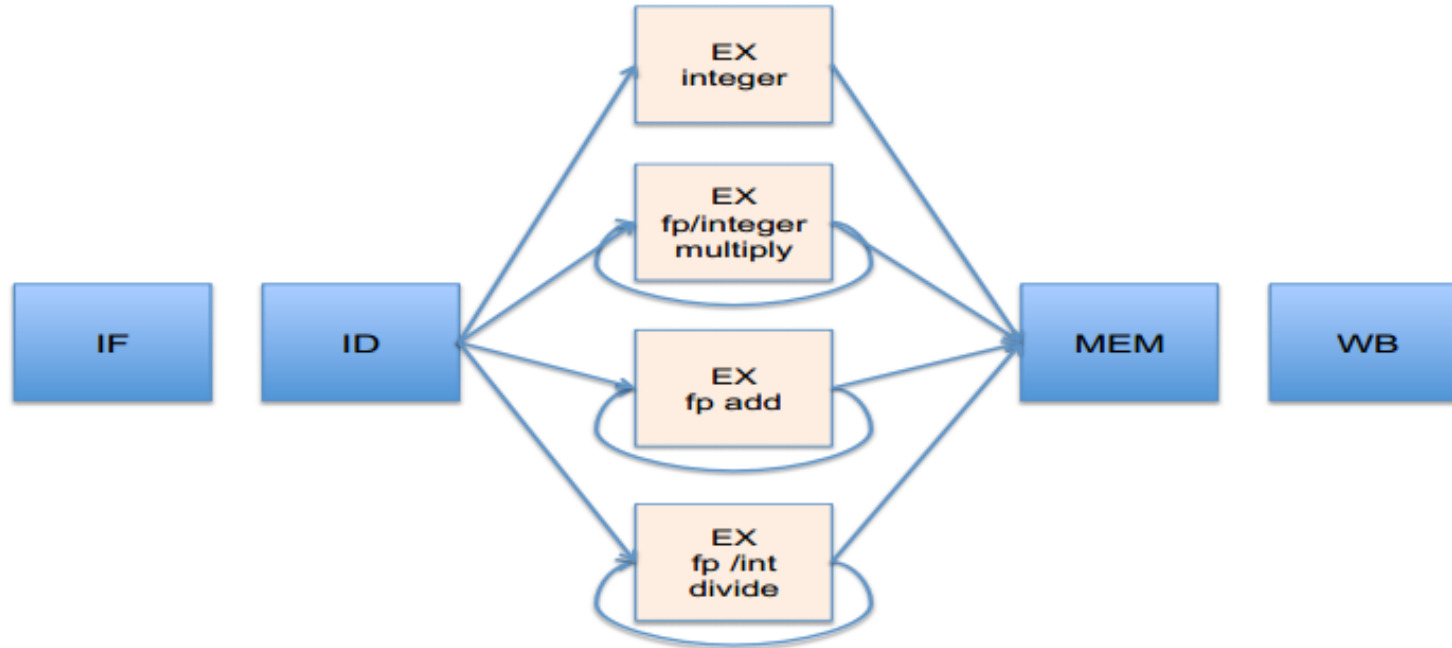 EX
integer
EX
fp/integer
multiply
IF
ID
MEM
WB
EX
fp add
EX
fp /int
divide